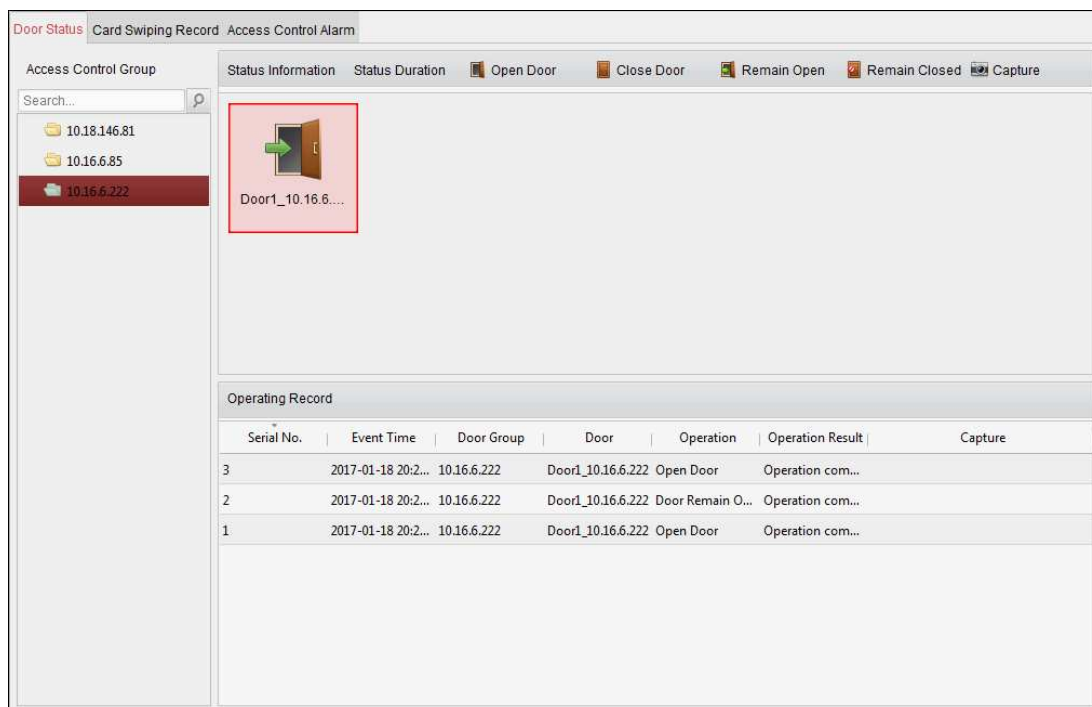 Door Status Card Swiping Record Access Control Alarm
Access Control Group
Search...
10.18.146.81
10.16.6.85
10.16.6.222
Status Information Status Duration Open Door Close Door Remain Open Remain Closed Capture
Door1_10.16.6....
Operating Record
Serial No. Event Time Door Group Door Operation Operation Result Capture
3 2017-01-18 20:2... 10.16.6.222 Door1_10.16.6.222 Open Door Operation com...
2 2017-01-18 20:2... 10.16.6.222 Door1_10.16.6.222 Door Remain O... Operation com...
1 2017-01-18 20:2... 10.16.6.222 Door1_10.16.6.222 Open Door Operation com...